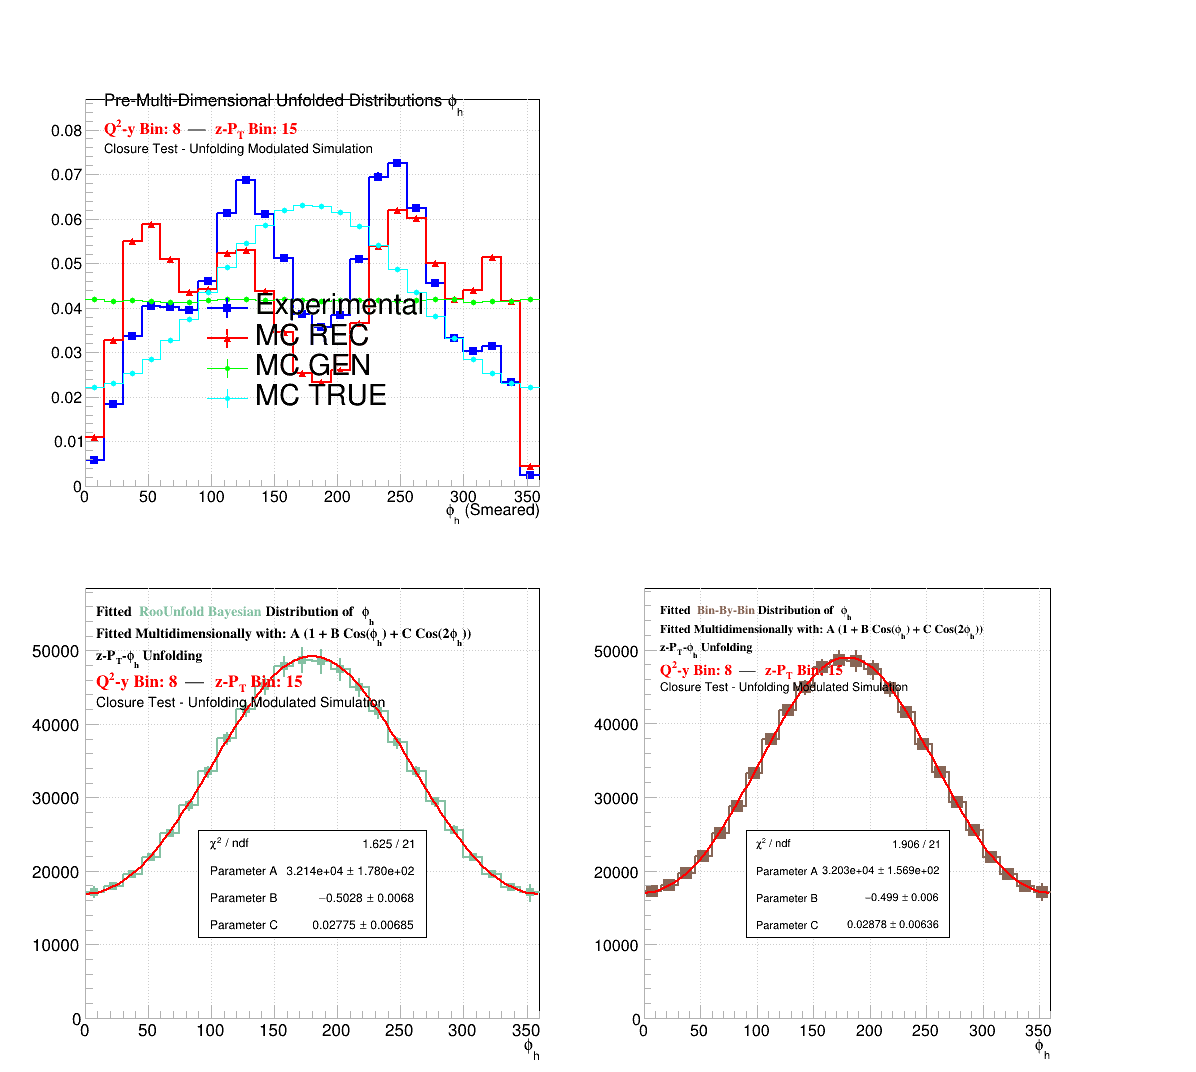 Pre-Multi-Dimensional Unfolded Distributions ϕh
Q²-y Bin: 8 — z-PT Bin: 15
Closure Test - Unfolding Modulated Simulation
0.08
0.07
0.06
0.05
0.04
0.03
0.02
0.01
0
Experimental
MC REC
MC GEN
MC TRUE
0 50 100 150 200 250 300 350
ϕh (Smeared)
Fitted RooUnfold Bayesian Distribution of ϕh
Fitted Multidimensionally with: A (1 + B Cos(ϕh) + C Cos(2ϕh))
z-PT-ϕh Unfolding
Q²-y Bin: 8 — z-PT Bin: 15
Closure Test - Unfolding Modulated Simulation
50000
40000
30000
20000
10000
0
χ² / ndf 1.625 / 21
Parameter A 3.214e+04 ± 1.780e+02
Parameter B −0.5028 ± 0.0068
Parameter C 0.02775 ± 0.00685
0 50 100 150 200 250 300 350
ϕh
Fitted Bin-By-Bin Distribution of ϕh
Fitted Multidimensionally with: A (1 + B Cos(ϕh) + C Cos(2ϕh))
z-PT-ϕh Unfolding
Q²-y Bin: 8 — z-PT Bin: 15
Closure Test - Unfolding Modulated Simulation
50000
40000
30000
20000
10000
0
χ² / ndf 1.906 / 21
Parameter A 3.203e+04 ± 1.569e+02
Parameter B −0.499 ± 0.006
Parameter C 0.02878 ± 0.00636
0 50 100 150 200 250 300 350
ϕh